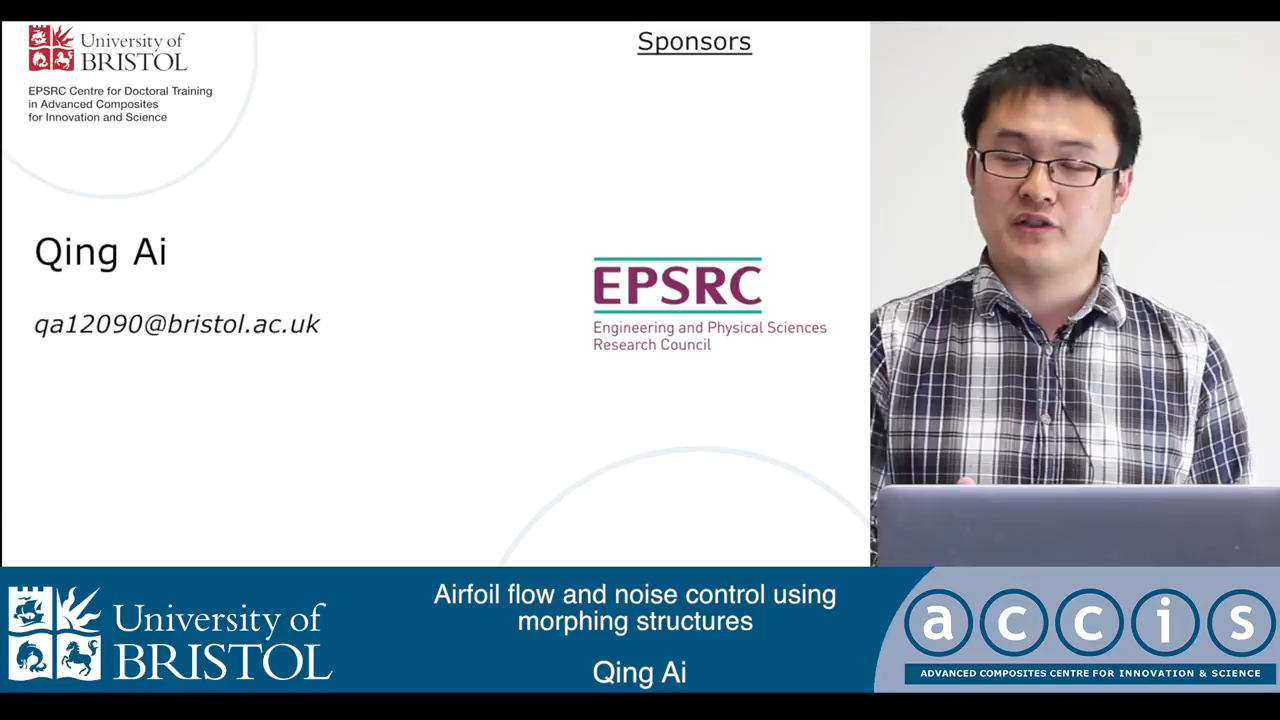 University of
BRISTOL
EPSRC Centre for Doctoral Training
in Advanced Composites
for Innovation and Science
Sponsors
Qing Ai
qa12090@bristol.ac.uk
EPSRC
Engineering and Physical Sciences
Research Council
University of
BRISTOL
Airfoil flow and noise control using
morphing structures
Qing Ai
accis
ADVANCED COMPOSITES CENTRE FOR INNOVATION & SCIENCE